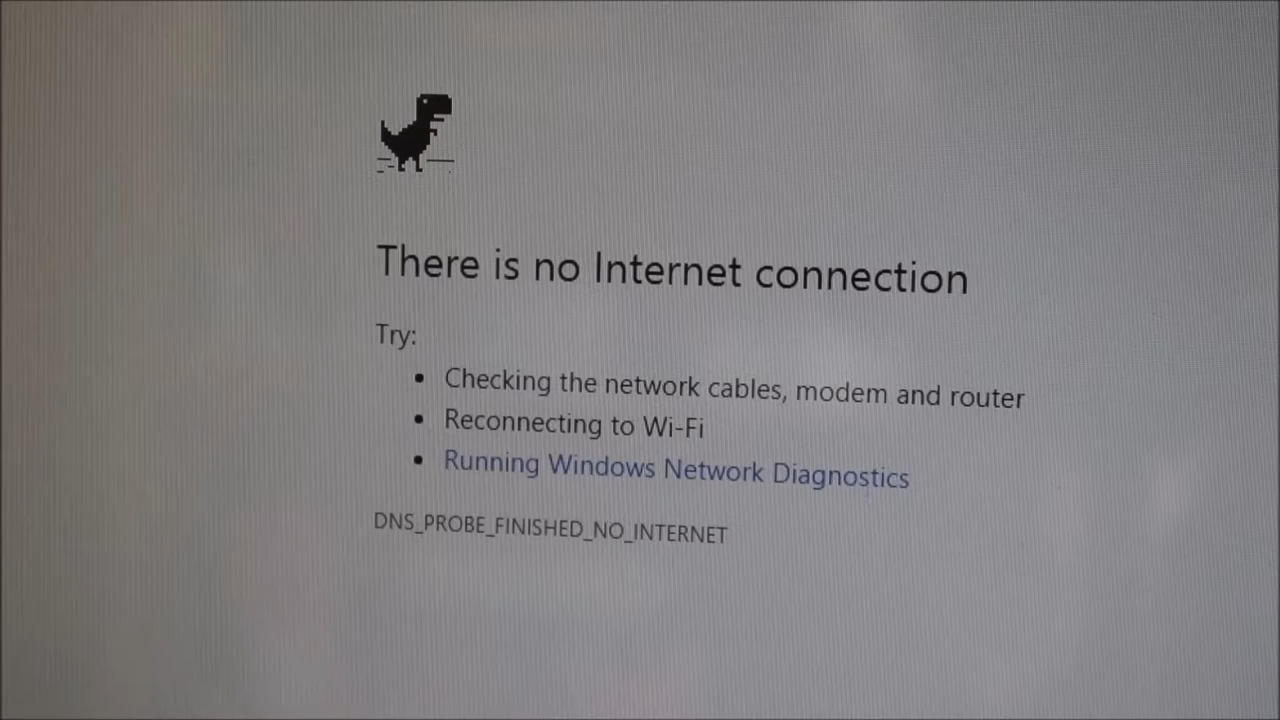 There is no Internet connection
Try:
• Checking the network cables, modem and router
• Reconnecting to Wi-Fi
• Running Windows Network Diagnostics
DNS_PROBE_FINISHED_NO_INTERNET